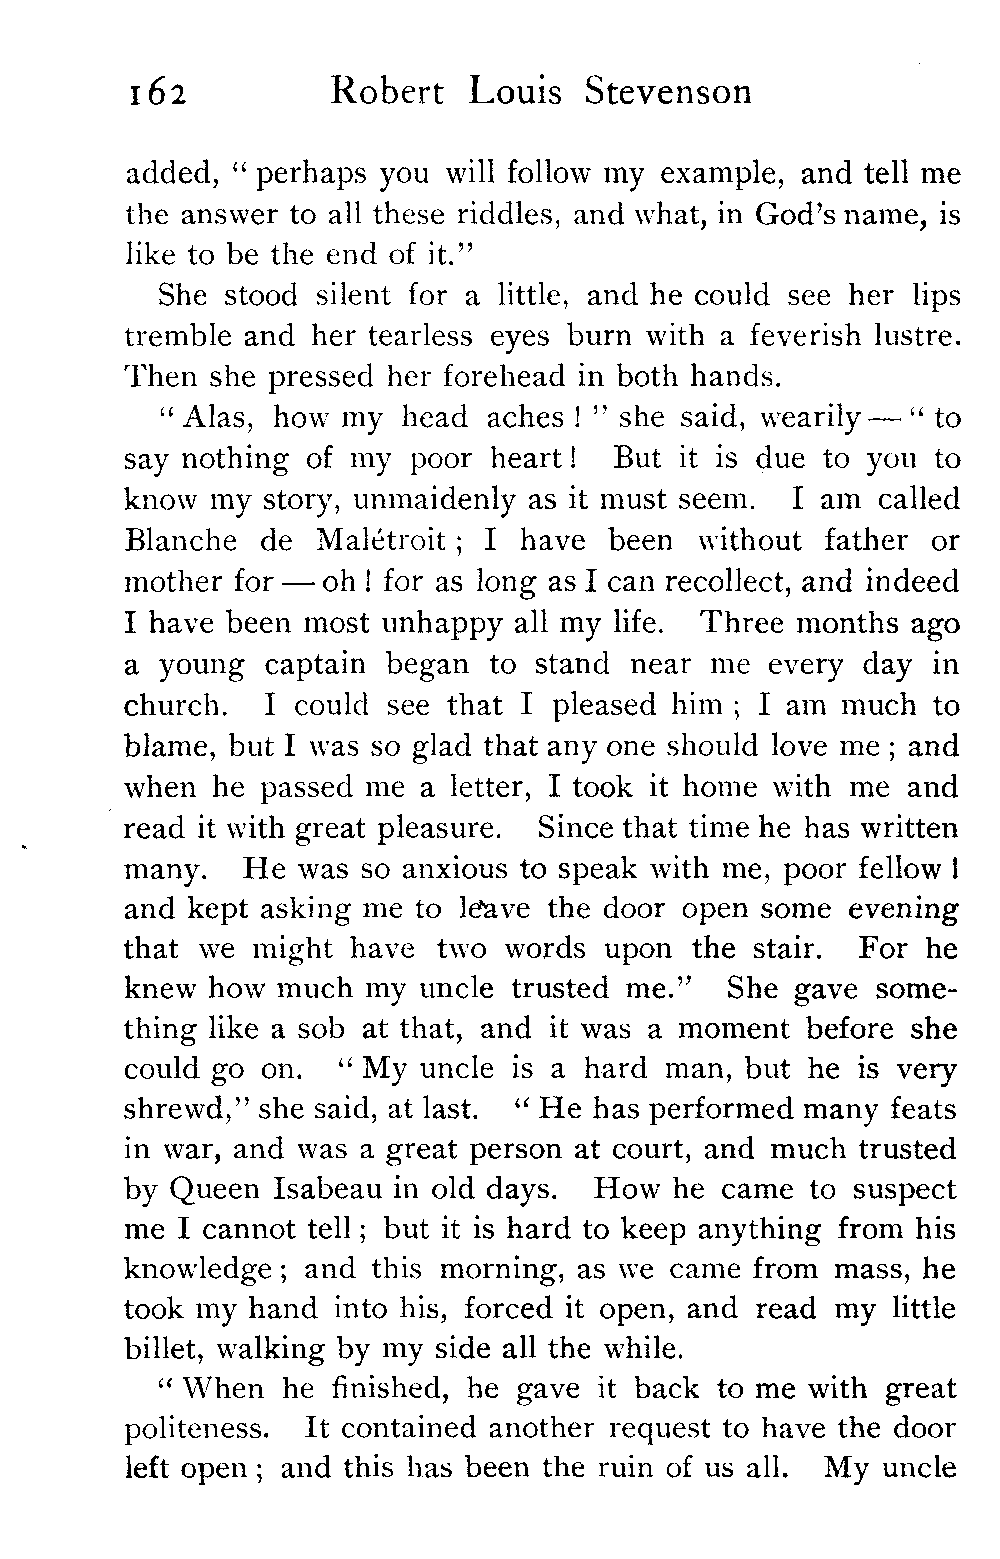 162 Robert Louis Stevenson
added, “ perhaps you will follow my example, and tell me
the answer to all these riddles, and what, in God’s name, is
like to be the end of it.”
She stood silent for a little, and he could see her lips
tremble and her tearless eyes burn with a feverish lustre.
Then she pressed her forehead in both hands.
“ Alas, how my head aches ! ” she said, wearily — “ to
say nothing of my poor heart ! But it is due to you to
know my story, unmaidenly as it must seem. I am called
Blanche de Malétroit ; I have been without father or
mother for — oh ! for as long as I can recollect, and indeed
I have been most unhappy all my life. Three months ago
a young captain began to stand near me every day in
church. I could see that I pleased him ; I am much to
blame, but I was so glad that any one should love me ; and
when he passed me a letter, I took it home with me and
read it with great pleasure. Since that time he has written
many. He was so anxious to speak with me, poor fellow !
and kept asking me to leave the door open some evening
that we might have two words upon the stair. For he
knew how much my uncle trusted me.” She gave some-
thing like a sob at that, and it was a moment before she
could go on. “ My uncle is a hard man, but he is very
shrewd,” she said, at last. “ He has performed many feats
in war, and was a great person at court, and much trusted
by Queen Isabeau in old days. How he came to suspect
me I cannot tell ; but it is hard to keep anything from his
knowledge ; and this morning, as we came from mass, he
took my hand into his, forced it open, and read my little
billet, walking by my side all the while.
“ When he finished, he gave it back to me with great
politeness. It contained another request to have the door
left open ; and this has been the ruin of us all. My uncle